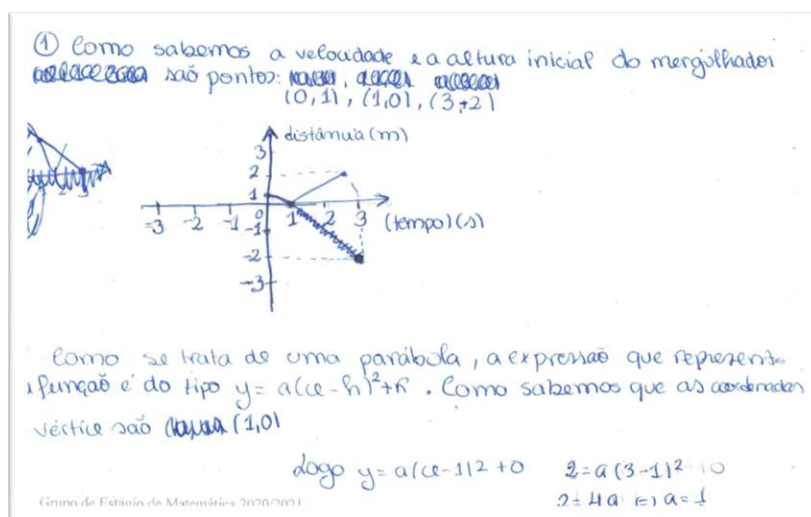 ① Como sabemos a velocidade e a altura inicial do mergulhador
são pontos:
(0,1), (1,0), (3,+2)
distância (m)
3
2
1
-3 -2 -1 0 1 2 3 (tempo)(s)
-1
-2
-3
Como se trata de uma parábola, a expressão que representa
a função é do tipo y = a(x-h)²+k. Como sabemos que as coordenadas
vértice são (1,0)
Logo y = a(x-1)2 + 0 2 = a(3-1)² + 0
2 = 4a (=) a = 1
Grupo de Estágio de Matemática 2020/2021